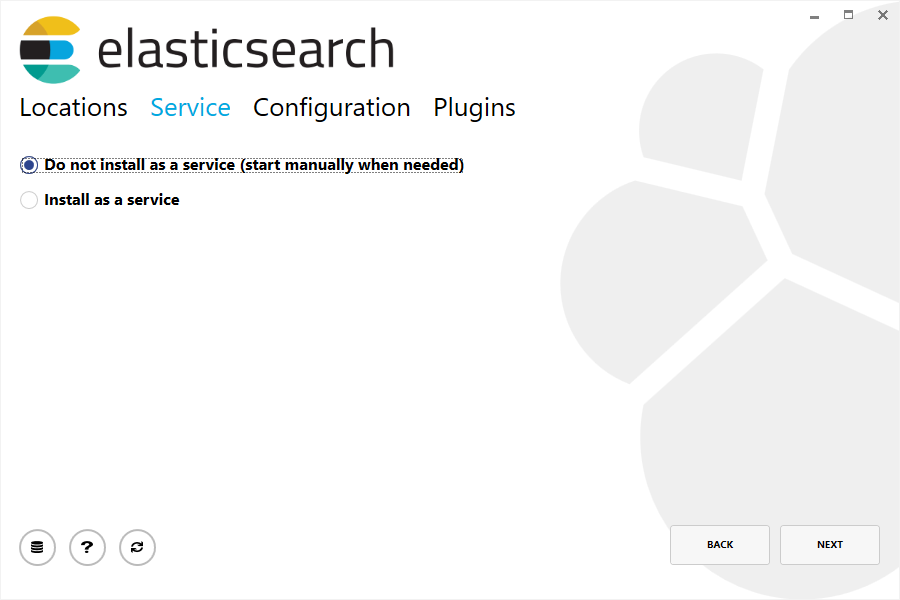 elasticsearch
Locations Service Configuration Plugins
Do not install as a service (start manually when needed)
Install as a service
? BACK NEXT